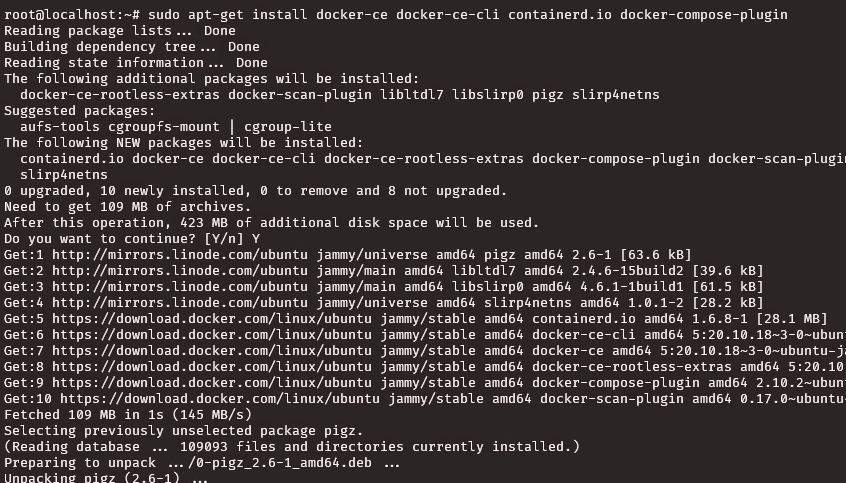 root@localhost:~# sudo apt-get install docker-ce docker-ce-cli containerd.io docker-compose-plugin
Reading package lists... Done
Building dependency tree... Done
Reading state information... Done
The following additional packages will be installed:
  docker-ce-rootless-extras docker-scan-plugin libltdl7 libslirp0 pigz slirp4netns
Suggested packages:
  aufs-tools cgroupfs-mount | cgroup-lite
The following NEW packages will be installed:
  containerd.io docker-ce docker-ce-cli docker-ce-rootless-extras docker-compose-plugin docker-scan-plugi
  slirp4netns
0 upgraded, 10 newly installed, 0 to remove and 8 not upgraded.
Need to get 109 MB of archives.
After this operation, 423 MB of additional disk space will be used.
Do you want to continue? [Y/n] Y
Get:1 http://mirrors.linode.com/ubuntu jammy/universe amd64 pigz amd64 2.6-1 [63.6 kB]
Get:2 http://mirrors.linode.com/ubuntu jammy/main amd64 libltdl7 amd64 2.4.6-15build2 [39.6 kB]
Get:3 http://mirrors.linode.com/ubuntu jammy/main amd64 libslirp0 amd64 4.6.1-1build1 [61.5 kB]
Get:4 http://mirrors.linode.com/ubuntu jammy/universe amd64 slirp4netns amd64 1.0.1-2 [28.2 kB]
Get:5 https://download.docker.com/linux/ubuntu jammy/stable amd64 containerd.io amd64 1.6.8-1 [28.1 MB]
Get:6 https://download.docker.com/linux/ubuntu jammy/stable amd64 docker-ce-cli amd64 5:20.10.18~3-0~ubun
Get:7 https://download.docker.com/linux/ubuntu jammy/stable amd64 docker-ce amd64 5:20.10.18~3-0~ubuntu-j
Get:8 https://download.docker.com/linux/ubuntu jammy/stable amd64 docker-ce-rootless-extras amd64 5:20.10
Get:9 https://download.docker.com/linux/ubuntu jammy/stable amd64 docker-compose-plugin amd64 2.10.2~ubun
Get:10 https://download.docker.com/linux/ubuntu jammy/stable amd64 docker-scan-plugin amd64 0.17.0~ubuntu
Fetched 109 MB in 1s (145 MB/s)
Selecting previously unselected package pigz.
(Reading database ... 109093 files and directories currently installed.)
Preparing to unpack .../0-pigz_2.6-1_amd64.deb ...
Unpacking pigz (2.6-1) ...